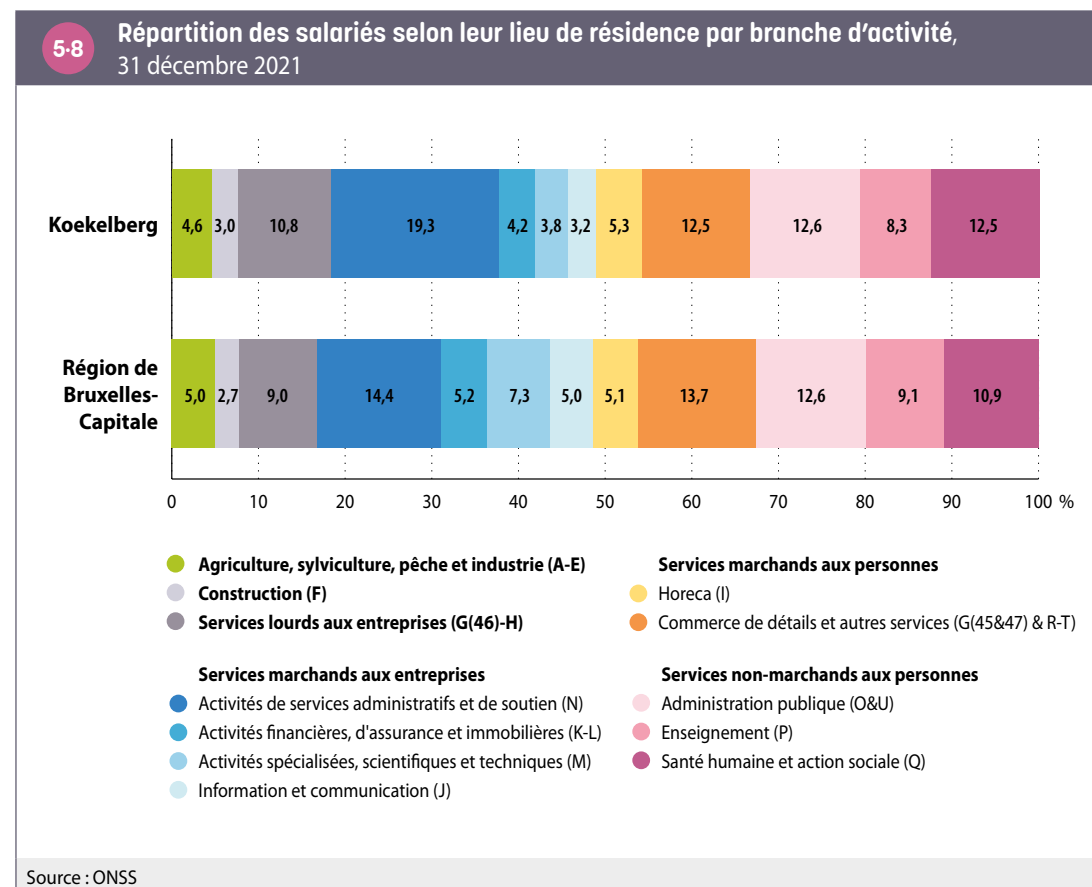 5·8
Répartition des salariés selon leur lieu de résidence par branche d'activité,
31 décembre 2021
Koekelberg
4,6 3,0 10,8 19,3 4,2 3,8 3,2 5,3 12,5 12,6 8,3 12,5
Région de
Bruxelles-
Capitale
5,0 2,7 9,0 14,4 5,2 7,3 5,0 5,1 13,7 12,6 9,1 10,9
0 10 20 30 40 50 60 70 80 90 100 %
Agriculture, sylviculture, pêche et industrie (A-E)
Construction (F)
Services lourds aux entreprises (G(46)-H)
Services marchands aux personnes
Horeca (I)
Commerce de détails et autres services (G(45&47) & R-T)
Services marchands aux entreprises
Activités de services administratifs et de soutien (N)
Activités financières, d'assurance et immobilières (K-L)
Activités spécialisées, scientifiques et techniques (M)
Information et communication (J)
Services non-marchands aux personnes
Administration publique (O&U)
Enseignement (P)
Santé humaine et action sociale (Q)
Source : ONSS